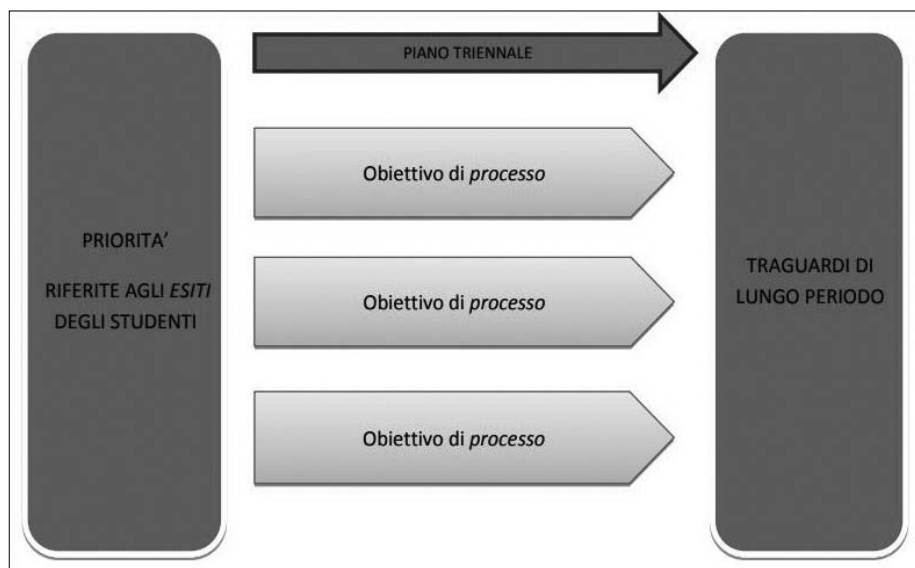 PIANO TRIENNALE
PRIORITA'
RIFERITE AGLI ESITI
DEGLI STUDENTI
Obiettivo di processo
Obiettivo di processo
Obiettivo di processo
TRAGUARDI DI
LUNGO PERIODO